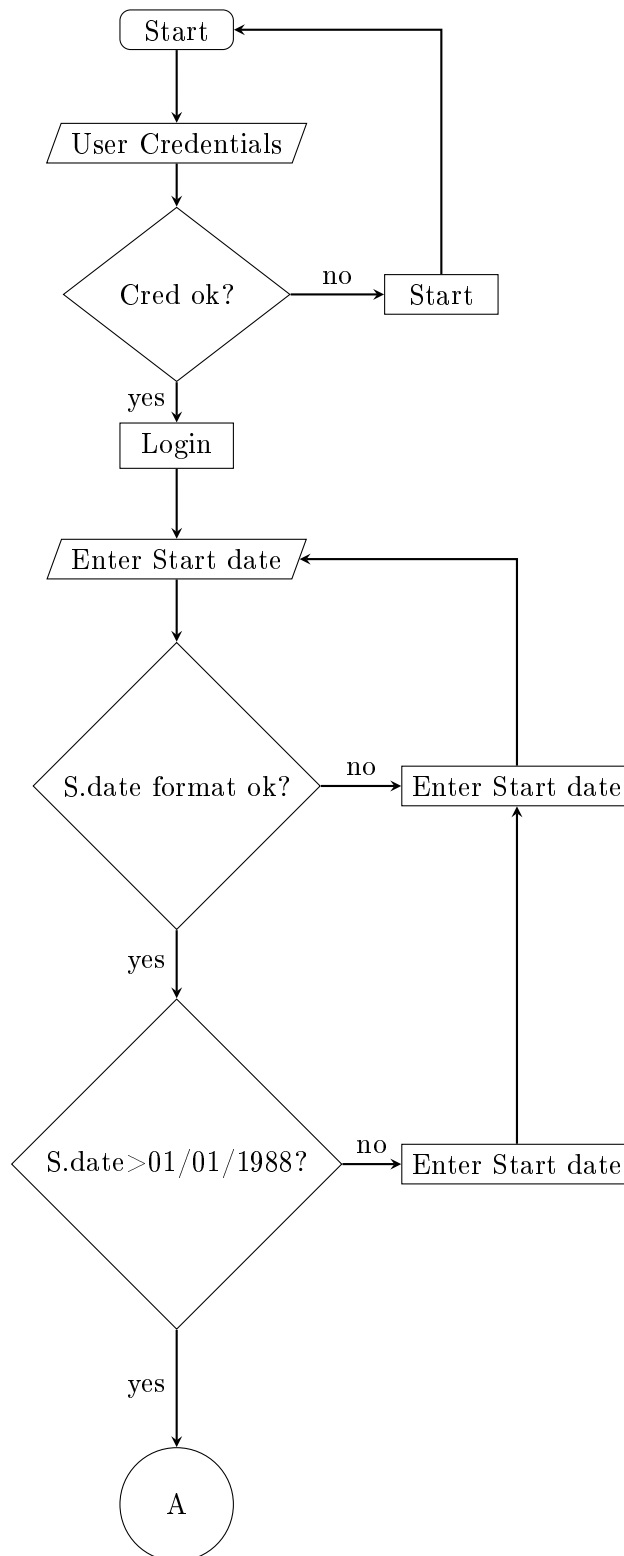 Start
User Credentials
Cred ok?
no
Start
yes
Login
Enter Start date
S.date format ok?
no
Enter Start date
yes
S.date>01/01/1988?
no
Enter Start date
yes
A